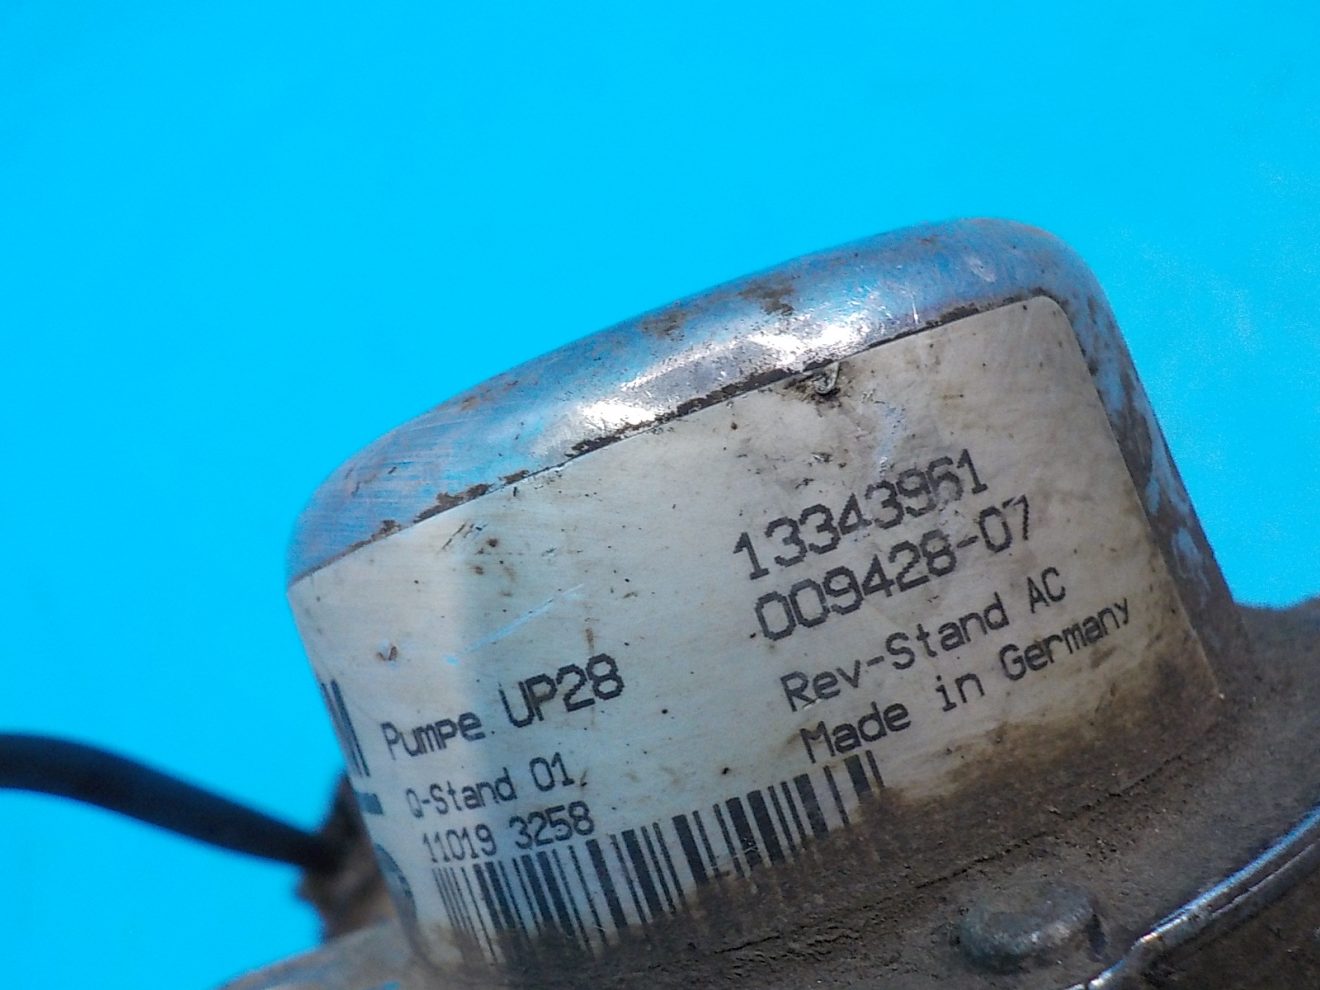 13343961
009428-07
Rev-Stand AC
Made in Germany
Pumpe UP28
Q-Stand 01
11019 3258